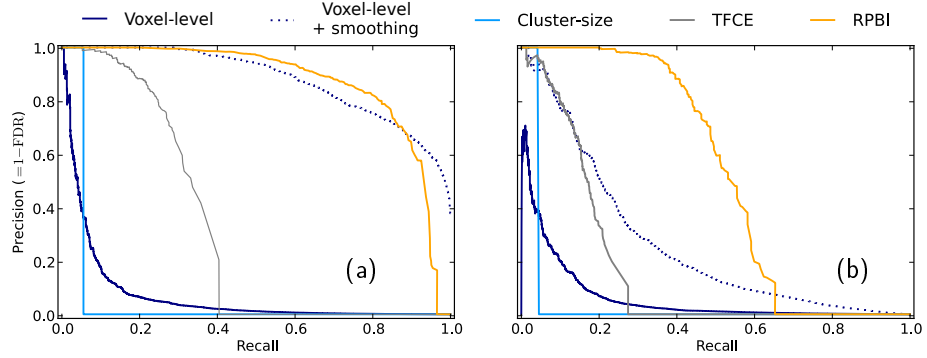 Voxel-level
Voxel-level
+ smoothing
Cluster-size
TFCE
RPBI
Precision (=1−FDR)
1.0
0.8
0.6
0.4
0.2
0.0
(a)
0.0 0.2 0.4 0.6 0.8 1.0
Recall
(b)
0.0 0.2 0.4 0.6 0.8 1.0
Recall